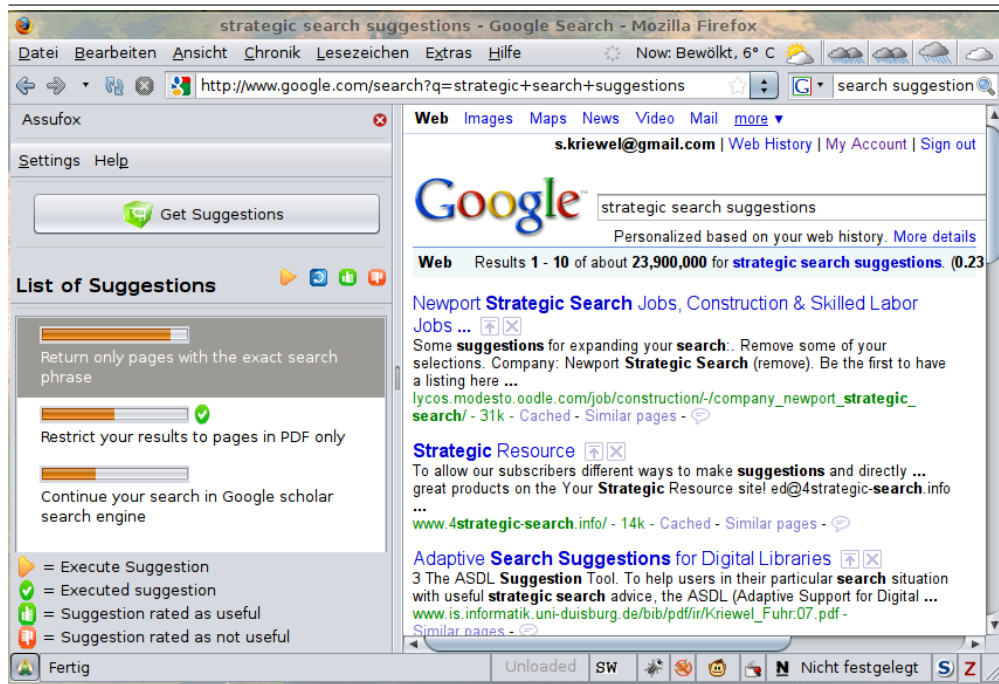 strategic search suggestions - Google Search - Mozilla Firefox
Datei Bearbeiten Ansicht Chronik Lesezeichen Extras Hilfe Now: Bewölkt, 6° C
http://www.google.com/search?q=strategic+search+suggestions G search suggestion
Assufox
Settings Help
Get Suggestions
List of Suggestions
Return only pages with the exact search
phrase
Restrict your results to pages in PDF only
Continue your search in Google scholar
search engine
= Execute Suggestion
= Executed suggestion
= Suggestion rated as useful
= Suggestion rated as not useful
Web Images Maps News Video Mail more ▼
s.kriewel@gmail.com | Web History | My Account | Sign out
Google™ strategic search suggestions
Personalized based on your web history. More details
Web Results 1 - 10 of about 23,900,000 for strategic search suggestions. (0.23
Newport Strategic Search Jobs, Construction & Skilled Labor
Jobs ...
Some suggestions for expanding your search:. Remove some of your
selections. Company: Newport Strategic Search (remove). Be the first to have
a listing here ...
lycos.modesto.oodle.com/job/construction/-/company_newport_strategic_
search/ - 31k - Cached - Similar pages -
Strategic Resource
To allow our subscribers different ways to make suggestions and directly ...
great products on the Your Strategic Resource site! ed@4strategic-search.info
...
www.4strategic-search.info/ - 14k - Cached - Similar pages -
Adaptive Search Suggestions for Digital Libraries
3 The ASDL Suggestion Tool. To help users in their particular search situation
with useful strategic search advice, the ASDL (Adaptive Support for Digital ...
www.is.informatik.uni-duisburg.de/bib/pdf/ir/Kriewel_Fuhr:07.pdf -
Similar pages -
Fertig Unloaded SW N Nicht festgelegt S Z